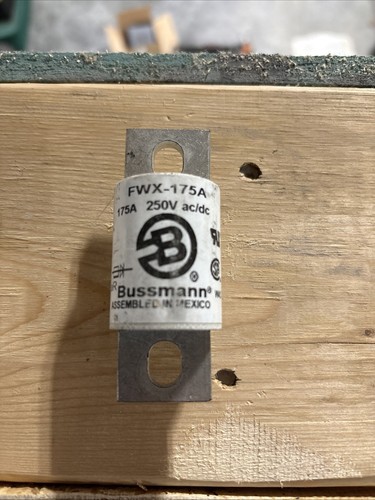 FWX-175A
175A 250V ac/dc
B
®
Bussmann®
ASSEMBLED IN MEXICO